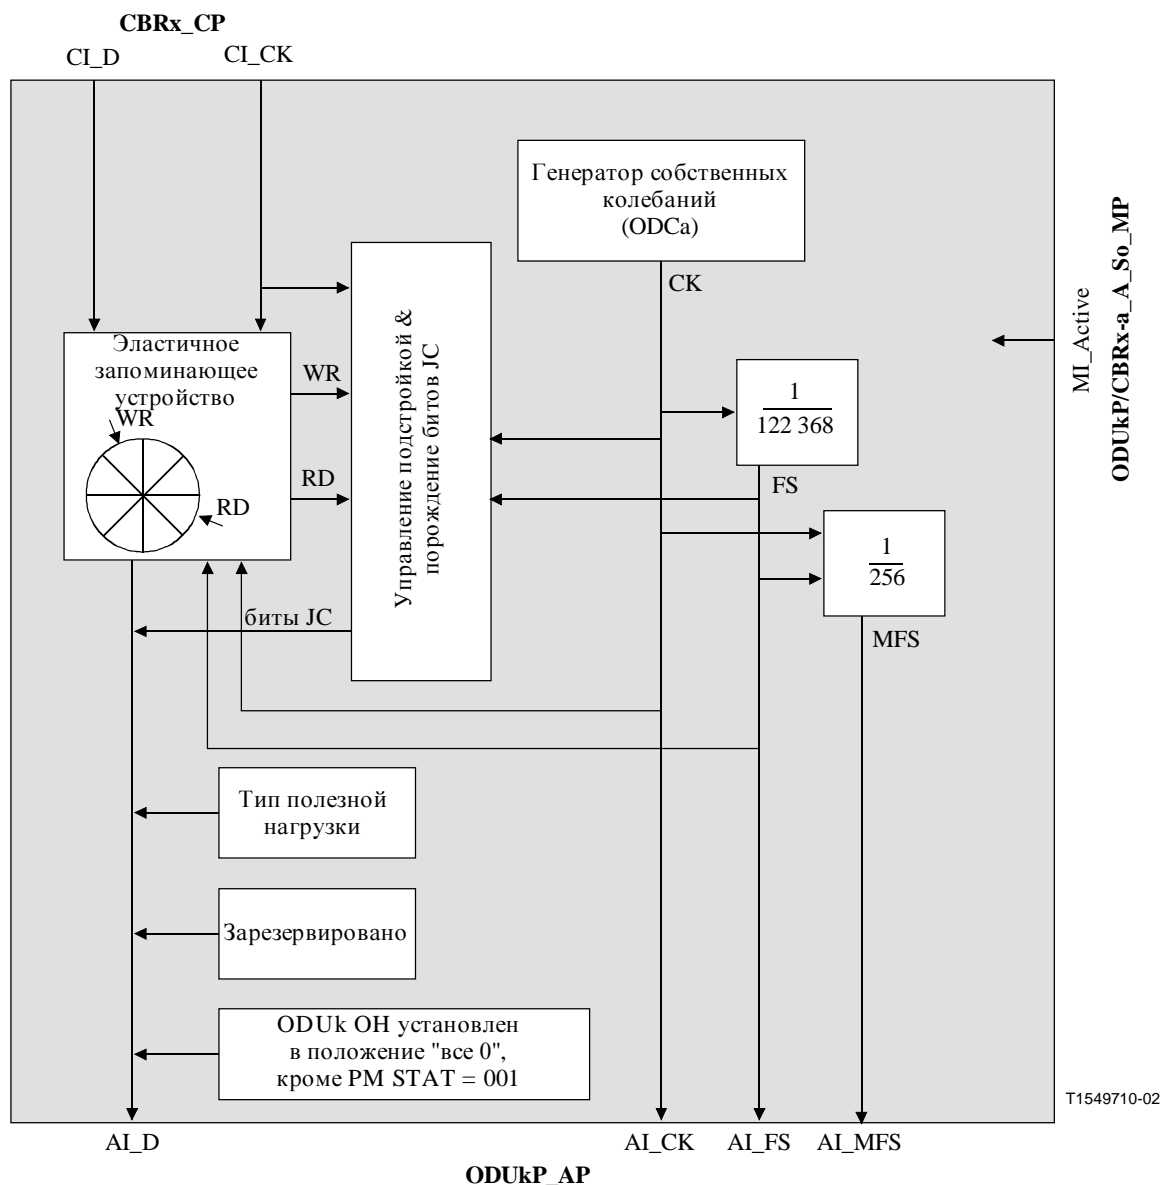 CBRx_CP
CI_D
CI_CK
Генератор собственных
колебаний
(ODCa)
CK
Эластичное
запоминающее
устройство
WR
RD
WR
RD
Управление подстройкой &
порождение битов JC
1
122 368
FS
1
256
MFS
биты JC
MI_Active
ODUkP/CBRx-a_A_So_MP
Тип полезной
нагрузки
Зарезервировано
ODUk OH установлен
в положение "все 0",
кроме PM STAT = 001
T1549710-02
AI_D
AI_CK
AI_FS
AI_MFS
ODUkP_AP